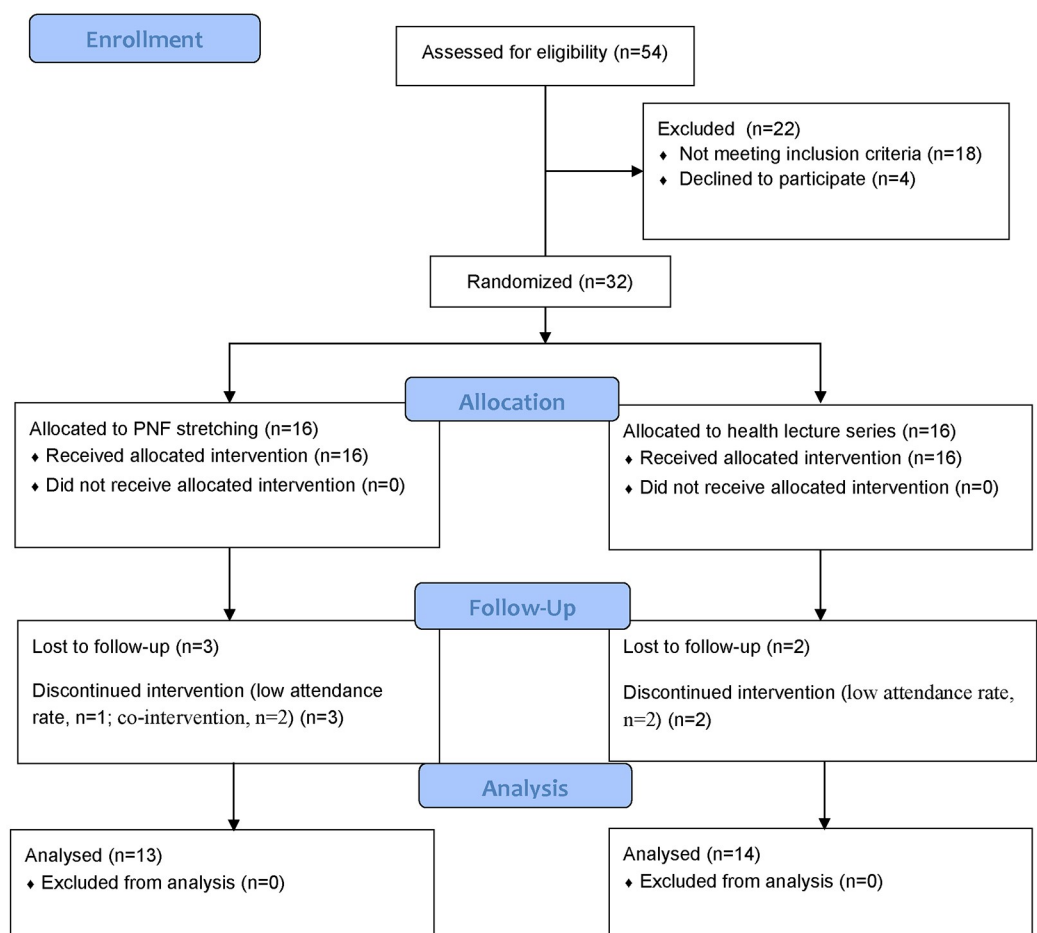 Enrollment
Assessed for eligibility (n=54)
Excluded (n=22)
♦ Not meeting inclusion criteria (n=18)
♦ Declined to participate (n=4)
Randomized (n=32)
Allocation
Allocated to PNF stretching (n=16)
♦ Received allocated intervention (n=16)
♦ Did not receive allocated intervention (n=0)
Allocated to health lecture series (n=16)
♦ Received allocated intervention (n=16)
♦ Did not receive allocated intervention (n=0)
Follow-Up
Lost to follow-up (n=3)
Discontinued intervention (low attendance
rate, n=1; co-intervention, n=2) (n=3)
Lost to follow-up (n=2)
Discontinued intervention (low attendance rate,
n=2) (n=2)
Analysis
Analysed (n=13)
♦ Excluded from analysis (n=0)
Analysed (n=14)
♦ Excluded from analysis (n=0)